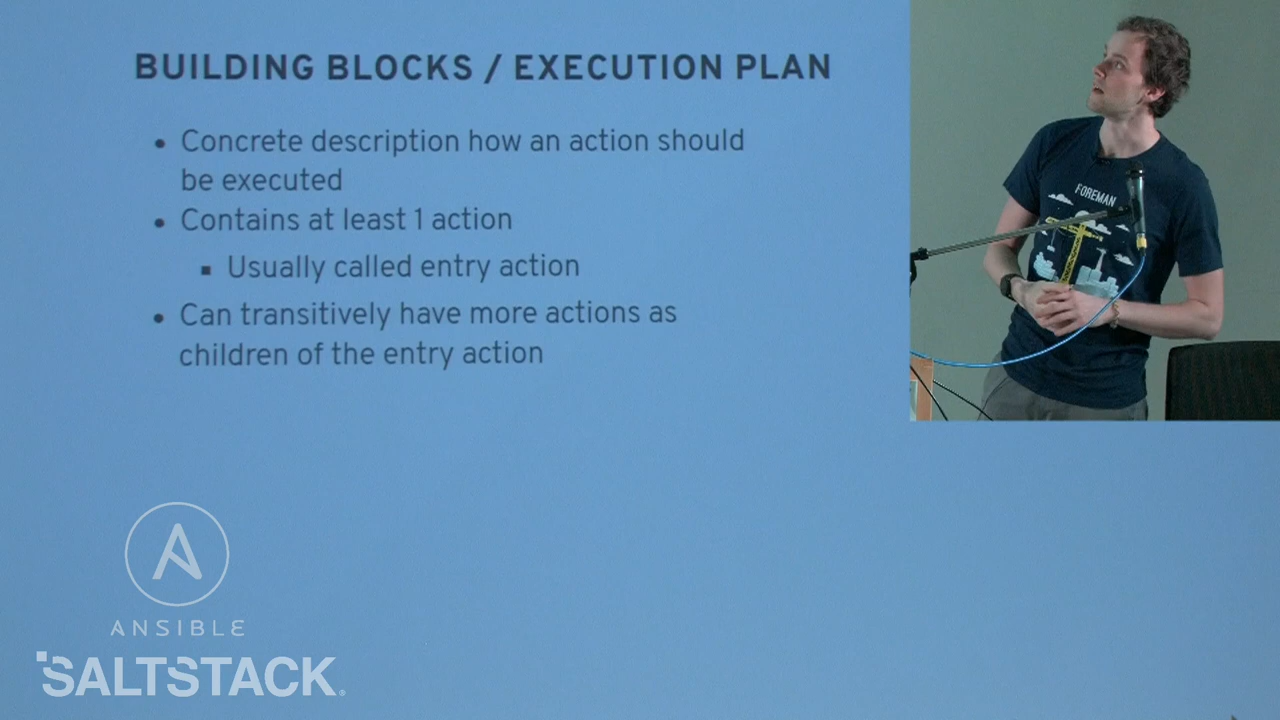 BUILDING BLOCKS / EXECUTION PLAN
Concrete description how an action should
be executed
Contains at least 1 action
Usually called entry action
Can transitively have more actions as
children of the entry action
FOREMAN
ANSIBLE
SALTSTACK